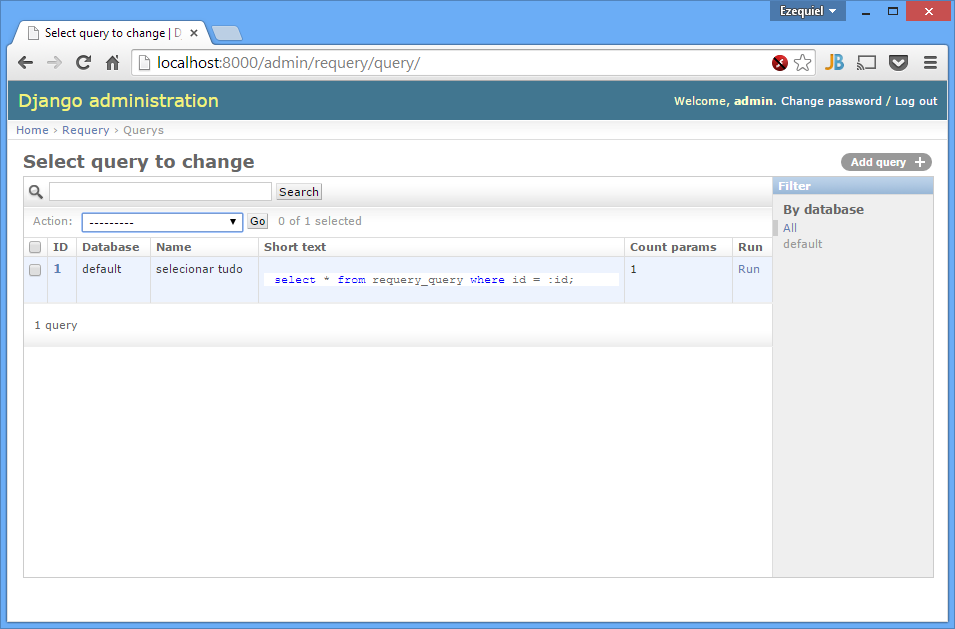 Ezequiel
Select query to change | D
localhost:8000/admin/requery/query/
JB
Django administration
Welcome, admin. Change password / Log out
Home › Requery › Querys
Select query to change
Add query +
Search
Filter
Action: --------- Go 0 of 1 selected
By database
All
default
ID Database Name Short text Count params Run
1 default selecionar tudo select * from requery_query where id = :id; 1 Run
1 query